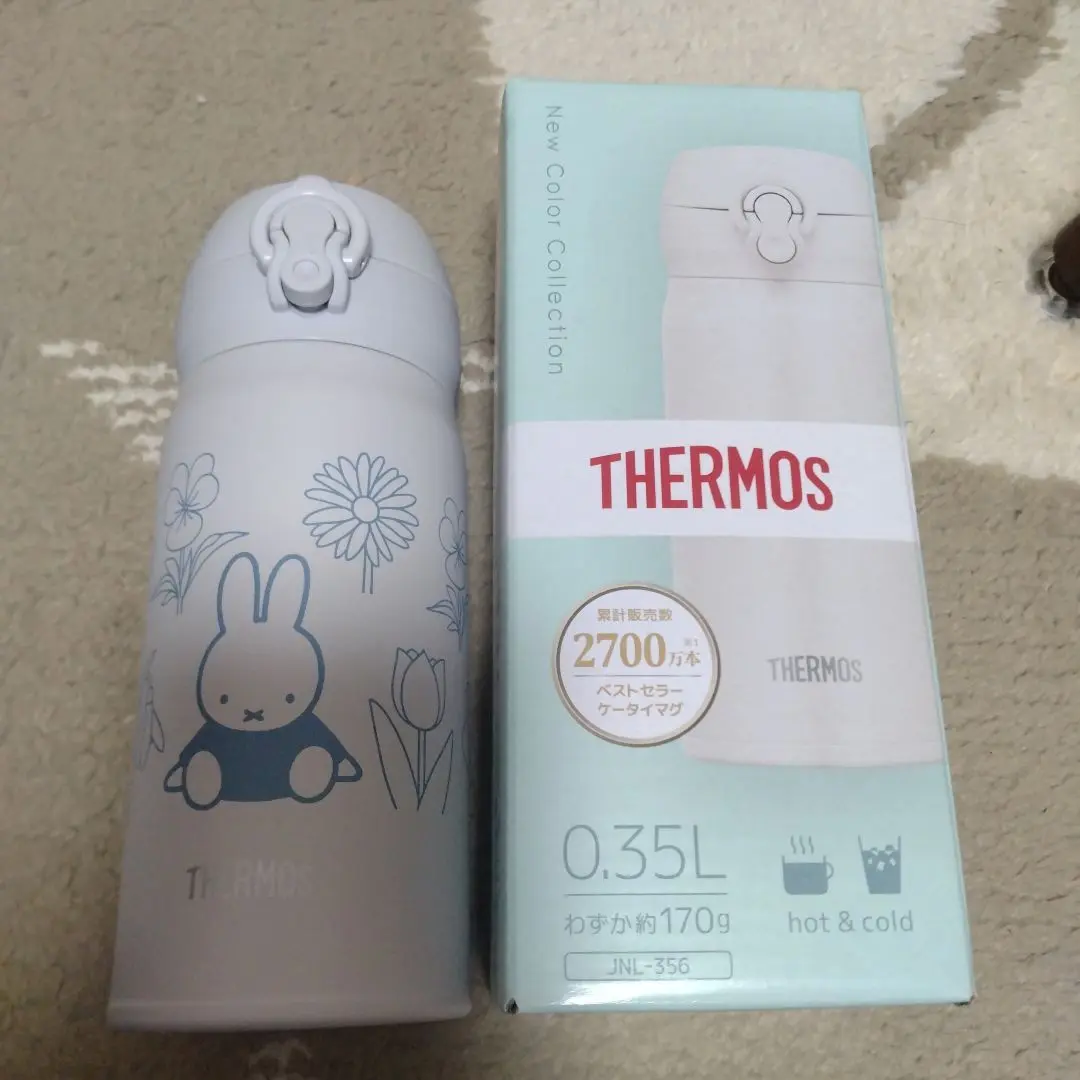 THERMOS
New Color Collection
THERMOS
累計販売数
2700万本
※1
ベストセラー
ケータイマグ
THERMOS
0.35L
わずか約170g
JNL-356
hot & cold